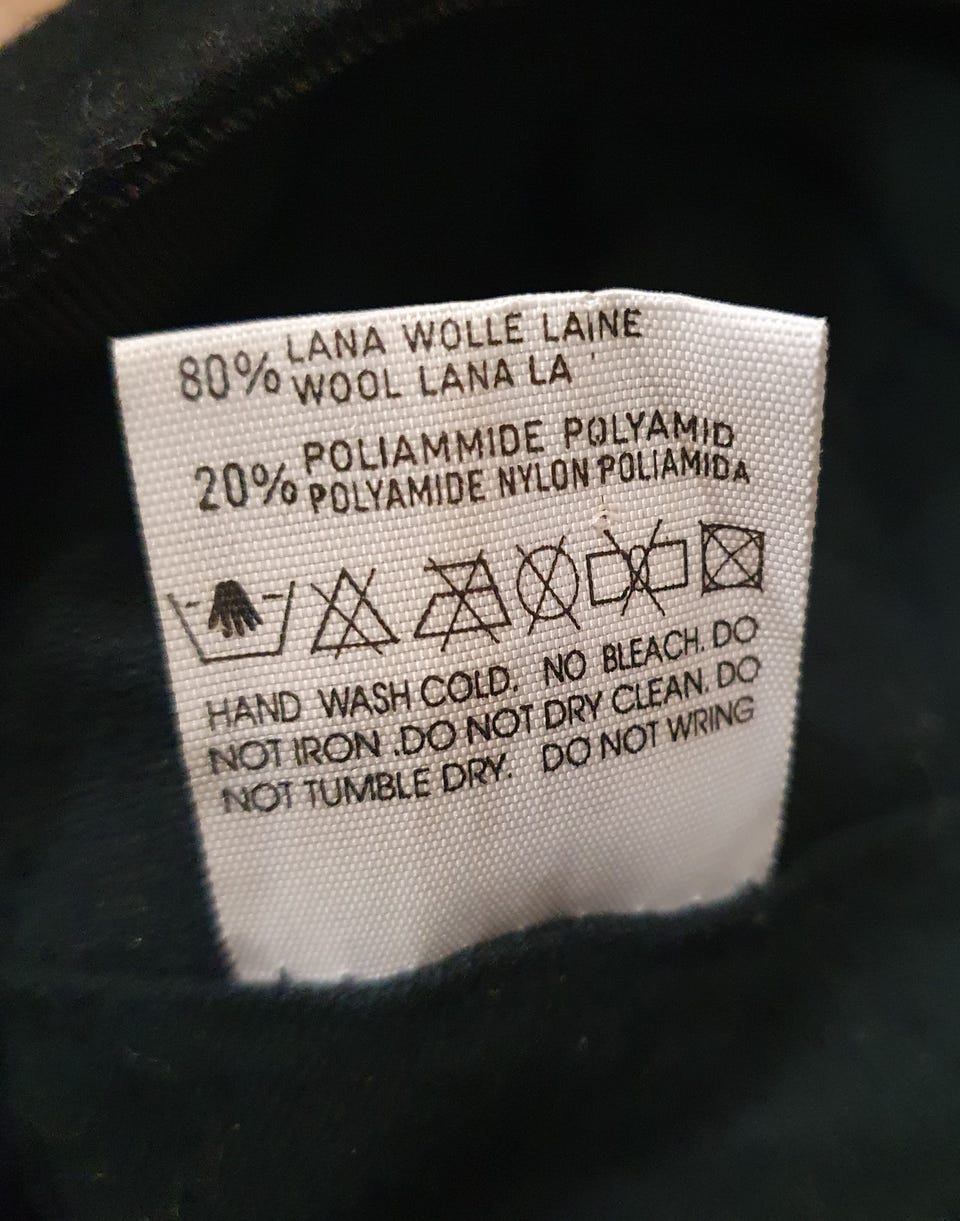 80% LANA WOLLE LAINE
WOOL LANA LA
20% POLIAMMIDE POLYAMID
POLYAMIDE NYLON POLIAMIDA
HAND WASH COLD. NO BLEACH. DO
NOT IRON .DO NOT DRY CLEAN. DO
NOT TUMBLE DRY. DO NOT WRING